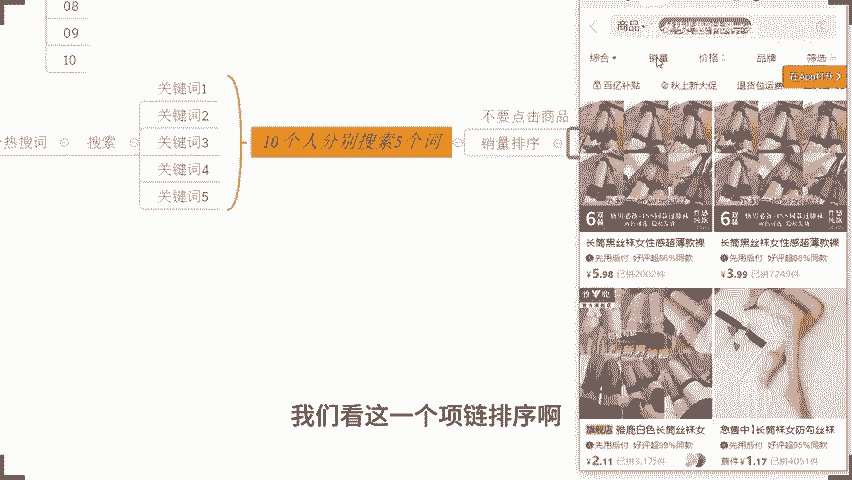 08
09
10
热搜词
搜索
关键词1
关键词2
关键词3
关键词4
关键词5
10个人分别搜索5个词
不要点击商品
销量排序
商品
综合
销量
价格
品牌
筛选
在App打开
百亿补贴
秋上新大促
退货包运费
6双装
长筒黑丝袜女性感超薄款裸
先用后付 好评超86%同款
¥5.98 已拼2002件
6双装
长筒黑丝袜女性感超薄款裸
先用后付 好评超88%同款
¥3.99 已拼7249件
旗舰店 雅鹿白色长筒丝袜女
先用后付 好评超99%同款
¥2.11 已拼3.1万件
急售中】长筒袜女防勾丝袜
先用后付 好评超95%同款
¥1.17 已拼4051件
我们看这一个项链排序啊